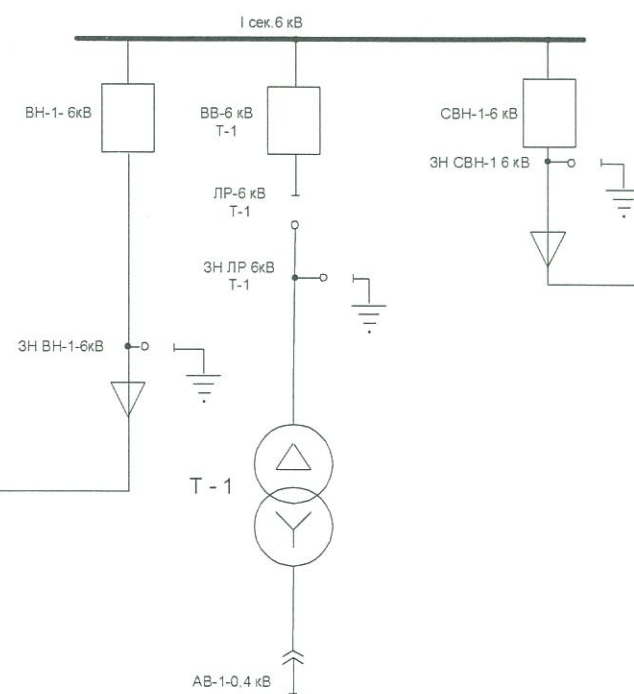 I сек.6 кВ
ВН-1- 6кВ
ВВ-6 кВ
Т-1
СВН-1-6 кВ
ЗН СВН-1 6 кВ
ЛР-6 кВ
Т-1
ЗН ЛР 6кВ
Т-1
ЗН ВН-1-6кВ
Т - 1
АВ-1-0,4 кВ